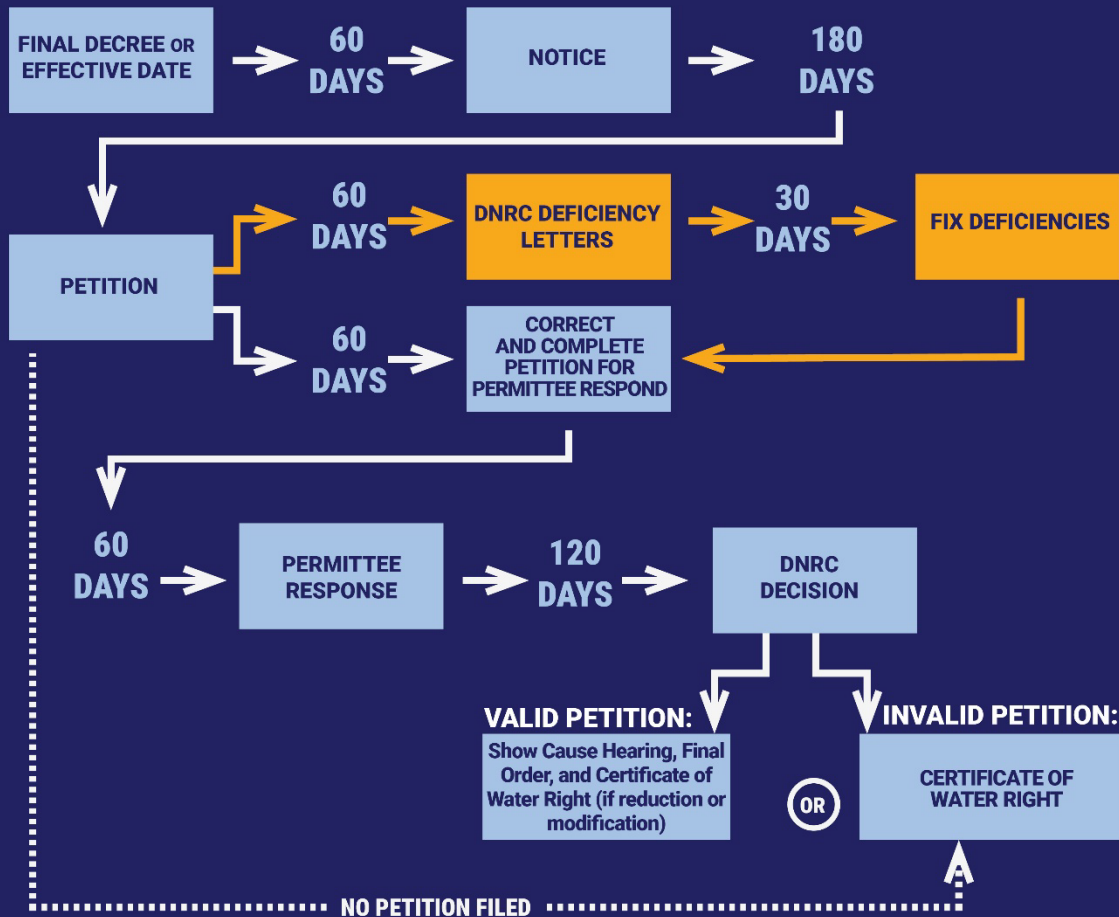 FINAL DECREE OR
EFFECTIVE DATE
60
DAYS
NOTICE
180
DAYS
PETITION
60
DAYS
DNRC DEFICIENCY
LETTERS
30
DAYS
FIX DEFICIENCIES
60
DAYS
CORRECT
AND COMPLETE
PETITION FOR
PERMITTEE RESPOND
60
DAYS
PERMITTEE
RESPONSE
120
DAYS
DNRC
DECISION
VALID PETITION:
Show Cause Hearing, Final
Order, and Certificate of
Water Right (if reduction or
modification)
OR
INVALID PETITION:
CERTIFICATE OF
WATER RIGHT
NO PETITION FILED